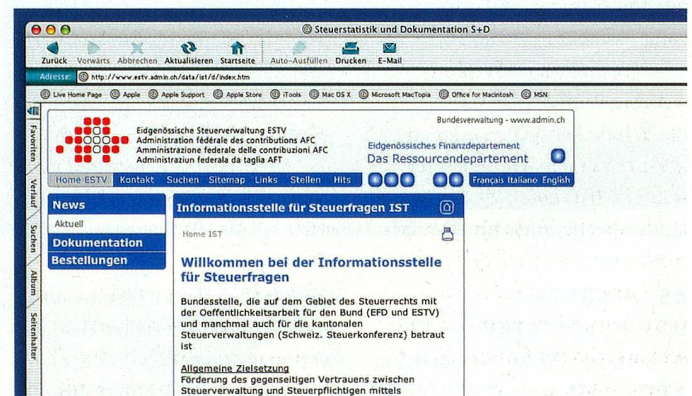 Steuerstatistik und Dokumentation S+D
Zurück Vorwärts Abbrechen Aktualisieren Startseite Auto-Ausfüllen Drucken E-Mail
Adresse: http://www.estv.admin.ch/data/ist/d/index.htm
Live Home Page Apple Apple Support Apple Store iTools Mac OS X Microsoft MacTopia Office for Macintosh MSN
Favoriten
Verlauf
Suchen
Album
Seitenhalter
Bundesverwaltung - www.admin.ch
Eidgenössische Steuerverwaltung ESTV
Administration fédérale des contributions AFC
Amministrazione federale delle contribuzioni AFC
Administraziun federala da taglia AFT
Eidgenössisches Finanzdepartement
Das Ressourcendepartement
Home ESTV Kontakt Suchen Sitemap Links Stellen Hits Français Italiano English
News
Aktuell
Dokumentation
Bestellungen
Informationsstelle für Steuerfragen IST
Home IST
Willkommen bei der Informationsstelle
für Steuerfragen
Bundesstelle, die auf dem Gebiet des Steuerrechts mit
der Oeffentlichkeitsarbeit für den Bund (EFD und ESTV)
und manchmal auch für die kantonalen
Steuerverwaltungen (Schweiz. Steuerkonferenz) betraut
ist
Allgemeine Zielsetzung
Förderung des gegenseitigen Vertrauens zwischen
Steuerverwaltung und Steuerpflichtigen mittels